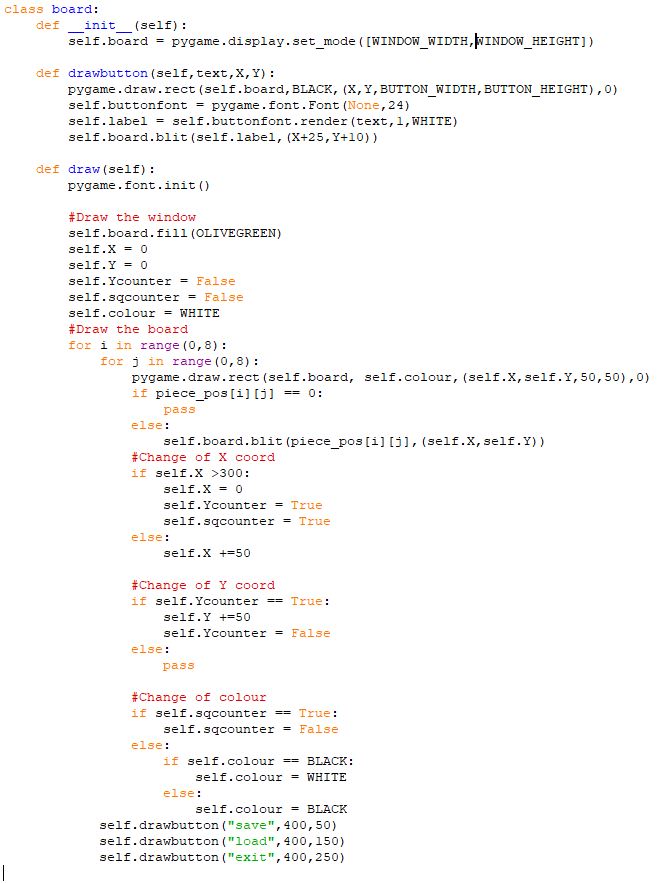 class board:
    def __init__(self):
        self.board = pygame.display.set_mode([WINDOW_WIDTH,WINDOW_HEIGHT])

    def drawbutton(self,text,X,Y):
        pygame.draw.rect(self.board,BLACK,(X,Y,BUTTON_WIDTH,BUTTON_HEIGHT),0)
        self.buttonfont = pygame.font.Font(None,24)
        self.label = self.buttonfont.render(text,1,WHITE)
        self.board.blit(self.label,(X+25,Y+10))

    def draw(self):
        pygame.font.init()

        #Draw the window
        self.board.fill(OLIVEGREEN)
        self.X = 0
        self.Y = 0
        self.Ycounter = False
        self.sqcounter = False
        self.colour = WHITE
        #Draw the board
        for i in range(0,8):
            for j in range(0,8):
                pygame.draw.rect(self.board, self.colour,(self.X,self.Y,50,50),0)
                if piece_pos[i][j] == 0:
                    pass
                else:
                    self.board.blit(piece_pos[i][j],(self.X,self.Y))
                #Change of X coord
                if self.X >300:
                    self.X = 0
                    self.Ycounter = True
                    self.sqcounter = True
                else:
                    self.X +=50

                #Change of Y coord
                if self.Ycounter == True:
                    self.Y +=50
                    self.Ycounter = False
                else:
                    pass

                #Change of colour
                if self.sqcounter == True:
                    self.sqcounter = False
                else:
                    if self.colour == BLACK:
                        self.colour = WHITE
                    else:
                        self.colour = BLACK
            self.drawbutton("save",400,50)
            self.drawbutton("load",400,150)
            self.drawbutton("exit",400,250)